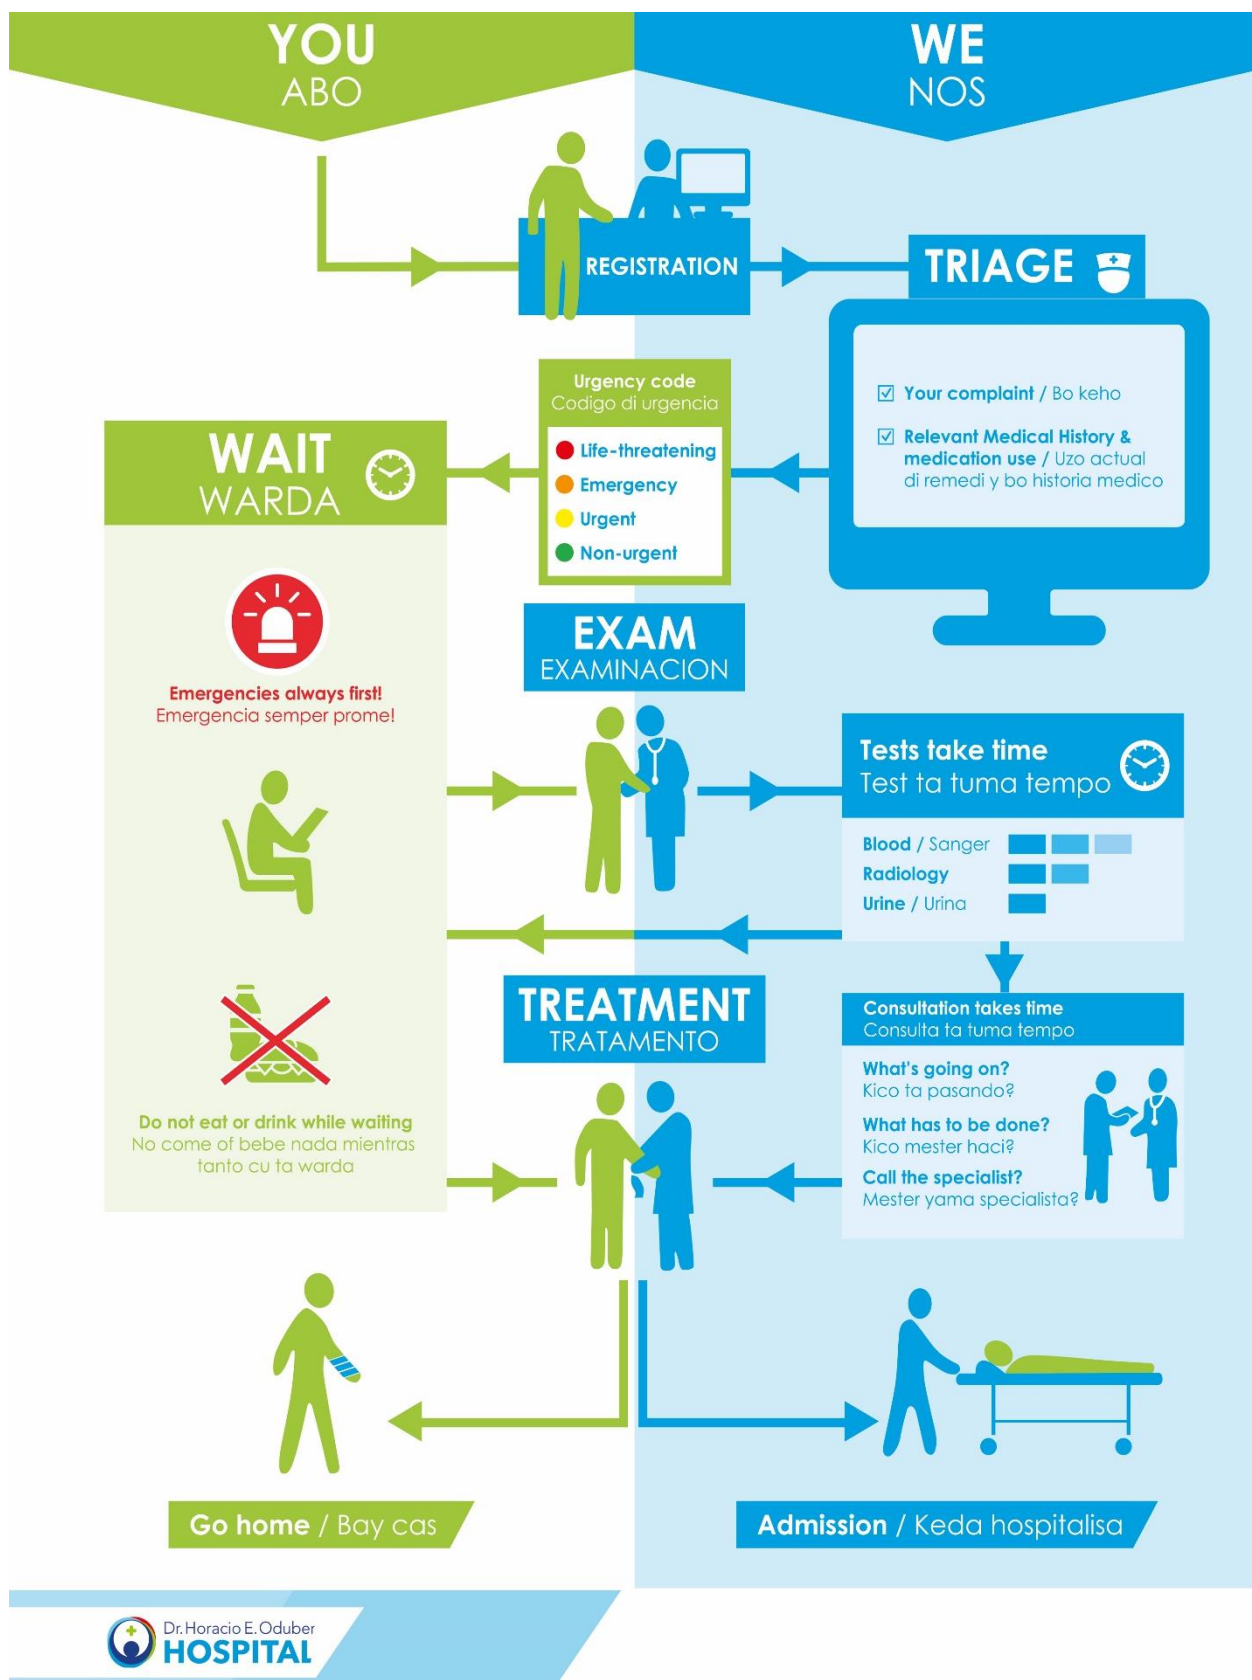 YOU
ABO
WE
NOS
REGISTRATION
TRIAGE
Your complaint / Bo keho
Relevant Medical History &
medication use / Uzo actual
di remedi y bo historia medico
Urgency code
Codigo di urgencia
Life-threatening
Emergency
Urgent
Non-urgent
WAIT
WARDA
Emergencies always first!
Emergencia semper prome!
Do not eat or drink while waiting
No come of bebe nada mientras
tanto cu ta warda
EXAM
EXAMINACION
Tests take time
Test ta tuma tempo
Blood / Sanger
Radiology
Urine / Urina
Consultation takes time
Consulta ta tuma tempo
What's going on?
Kico ta pasando?
What has to be done?
Kico mester haci?
Call the specialist?
Mester yama specialista?
TREATMENT
TRATAMENTO
Go home / Bay cas
Admission / Keda hospitalisa
Dr. Horacio E. Oduber
HOSPITAL